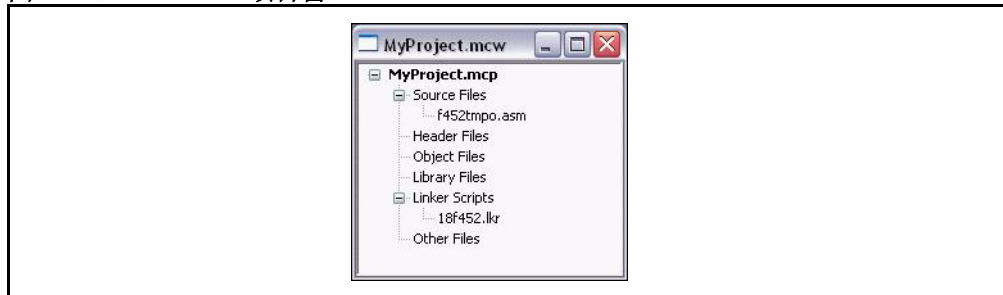 MyProject.mcw
MyProject.mcp
Source Files
f452tmpo.asm
Header Files
Object Files
Library Files
Linker Scripts
18f452.lkr
Other Files